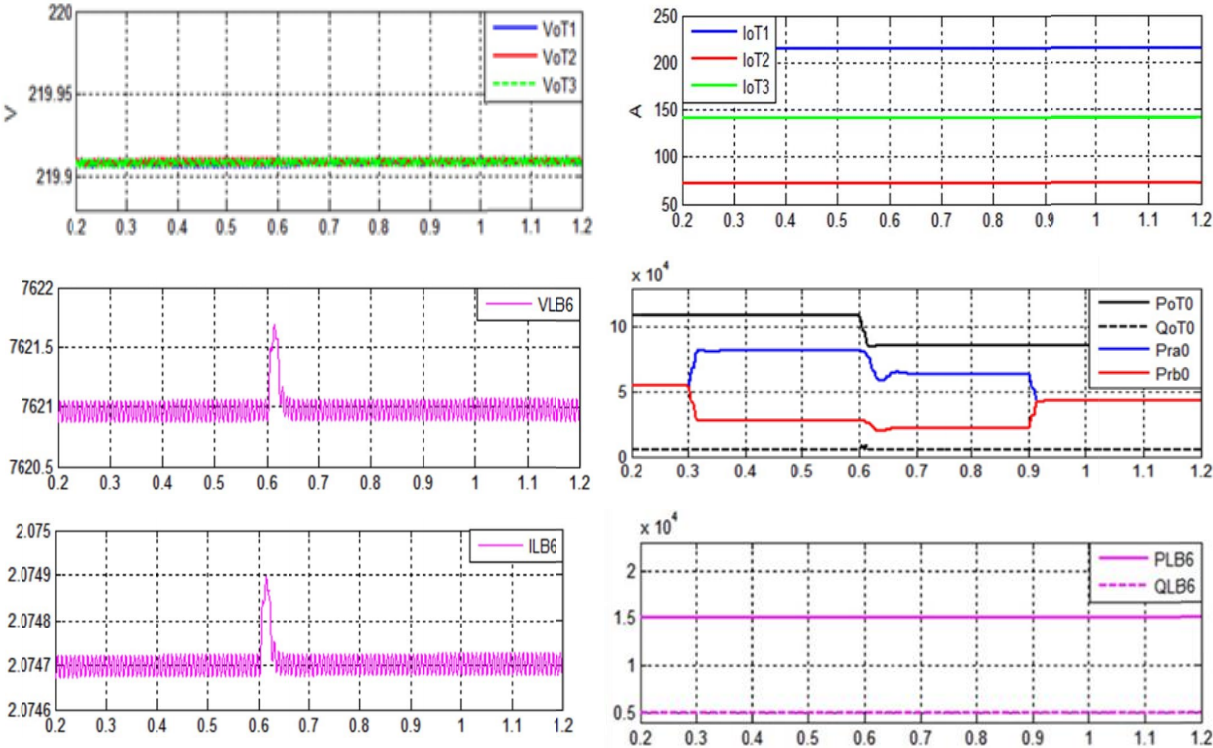 220
219.95
219.9
V
VoT1
VoT2
VoT3
0.2 0.3 0.4 0.5 0.6 0.7 0.8 0.9 1 1.1 1.2
250
200
150
100
50
A
IoT1
IoT2
IoT3
0.2 0.3 0.4 0.5 0.6 0.7 0.8 0.9 1 1.1 1.2
7622
7621.5
7621
7620.5
VLB6
0.2 0.3 0.4 0.5 0.6 0.7 0.8 0.9 1 1.1 1.2
x 10^4
10
5
0
PoT0
QoT0
Pra0
Prb0
0.2 0.3 0.4 0.5 0.6 0.7 0.8 0.9 1 1.1 1.2
2.075
2.0749
2.0748
2.0747
2.0746
ILB6
0.2 0.3 0.4 0.5 0.6 0.7 0.8 0.9 1 1.1 1.2
x 10^4
2
1.5
1
0.5
PLB6
QLB6
0.2 0.3 0.4 0.5 0.6 0.7 0.8 0.9 1 1.1 1.2